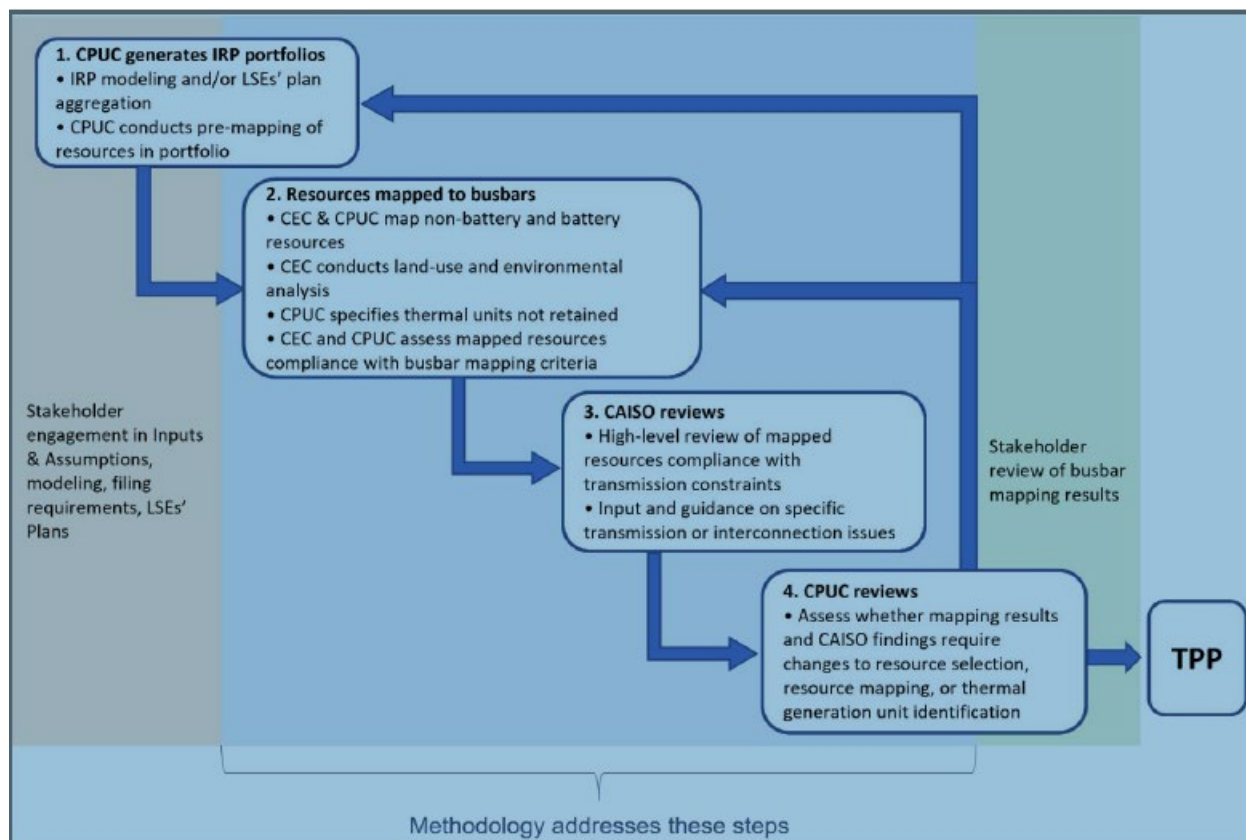 1. CPUC generates IRP portfolios
• IRP modeling and/or LSEs’ plan
aggregation
• CPUC conducts pre-mapping of
resources in portfolio
2. Resources mapped to busbars
• CEC & CPUC map non-battery and battery
resources
• CEC conducts land-use and environmental
analysis
• CPUC specifies thermal units not retained
• CEC and CPUC assess mapped resources
compliance with busbar mapping criteria
Stakeholder
engagement in Inputs
& Assumptions,
modeling, filing
requirements, LSEs’
Plans
3. CAISO reviews
• High-level review of mapped
resources compliance with
transmission constraints
• Input and guidance on specific
transmission or interconnection issues
Stakeholder
review of busbar
mapping results
4. CPUC reviews
• Assess whether mapping results
and CAISO findings require
changes to resource selection,
resource mapping, or thermal
generation unit identification
TPP
Methodology addresses these steps